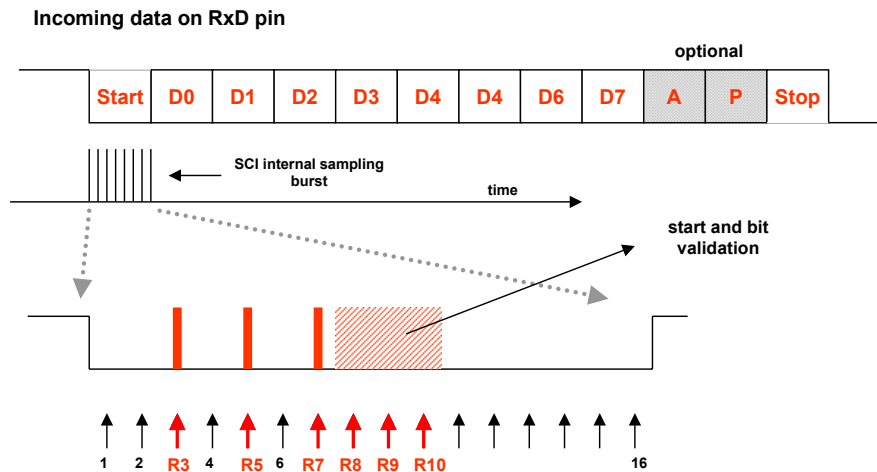 Incoming data on RxD pin
optional
Start D0 D1 D2 D3 D4 D4 D6 D7 A P Stop
SCI internal sampling
burst
time
start and bit
validation
1 2 R3 4 R5 6 R7 R8 R9 R10 16